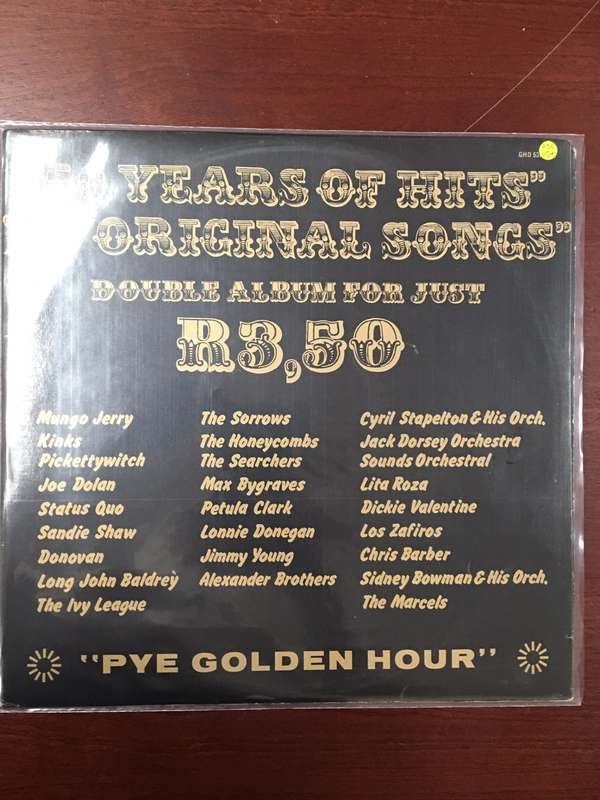 YEARS OF HITS"
ORIGINAL SONGS"
DOUBLE ALBUM FOR JUST
R3,50
Mungo Jerry
Kinks
Pickettywitch
Joe Dolan
Status Quo
Sandie Shaw
Donovan
Long John Baldrey
The Ivy League
The Sorrows
The Honeycombs
The Searchers
Max Bygraves
Petula Clark
Lonnie Donegan
Jimmy Young
Alexander Brothers
Cyril Stapelton & His Orch.
Jack Dorsey Orchestra
Sounds Orchestral
Lita Roza
Dickie Valentine
Los Zafiros
Chris Barber
Sidney Bowman & His Orch.
The Marcels
"PYE GOLDEN HOUR"
GHD